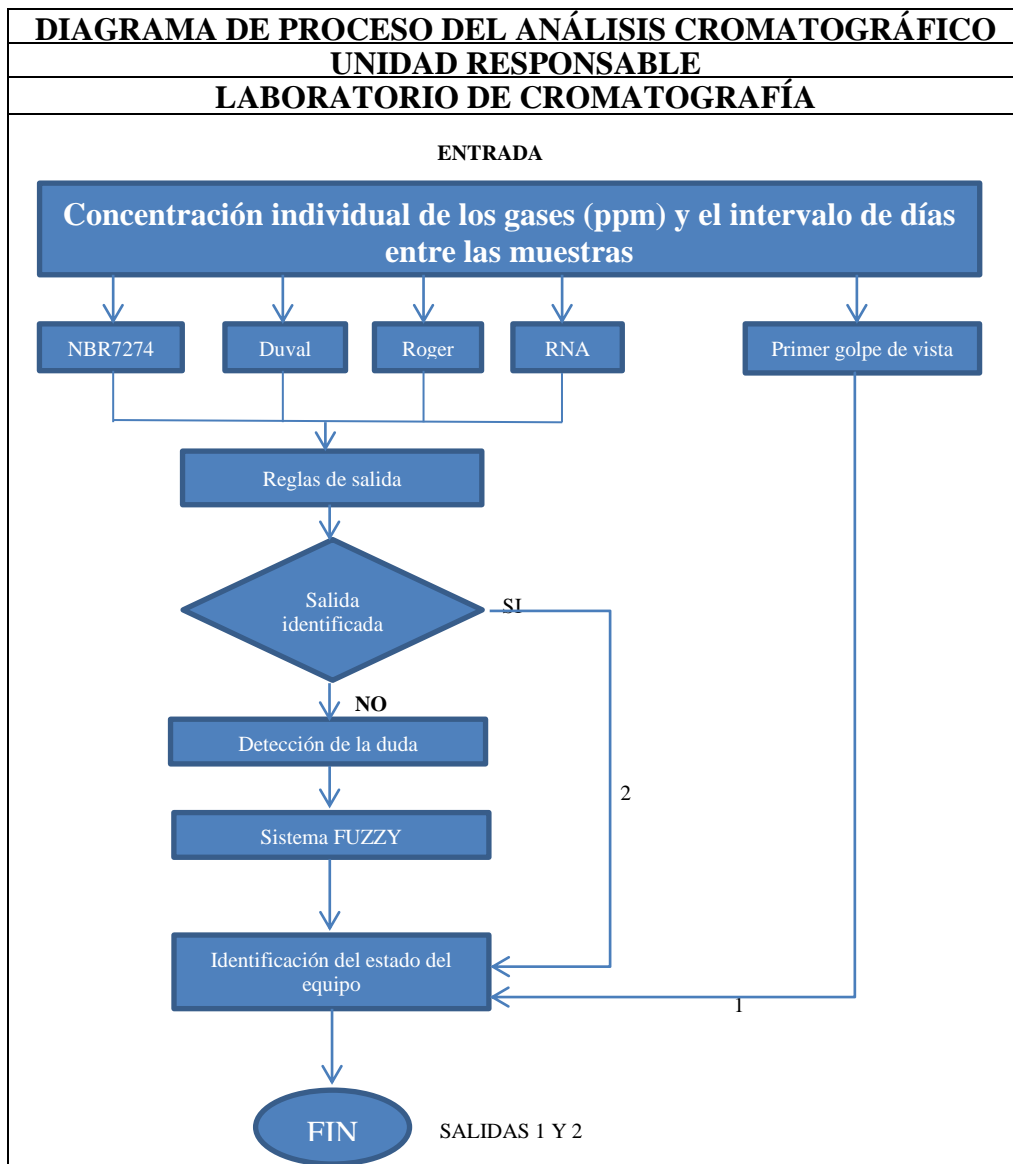 DIAGRAMA DE PROCESO DEL ANÁLISIS CROMATOGRÁFICO
UNIDAD RESPONSABLE
LABORATORIO DE CROMATOGRAFÍA
ENTRADA
Concentración individual de los gases (ppm) y el intervalo de días
entre las muestras
NBR7274
Duval
Roger
RNA
Primer golpe de vista
Reglas de salida
Salida
identificada
SI
NO
Detección de la duda
2
Sistema FUZZY
Identificación del estado del
equipo
1
FIN
SALIDAS 1 Y 2